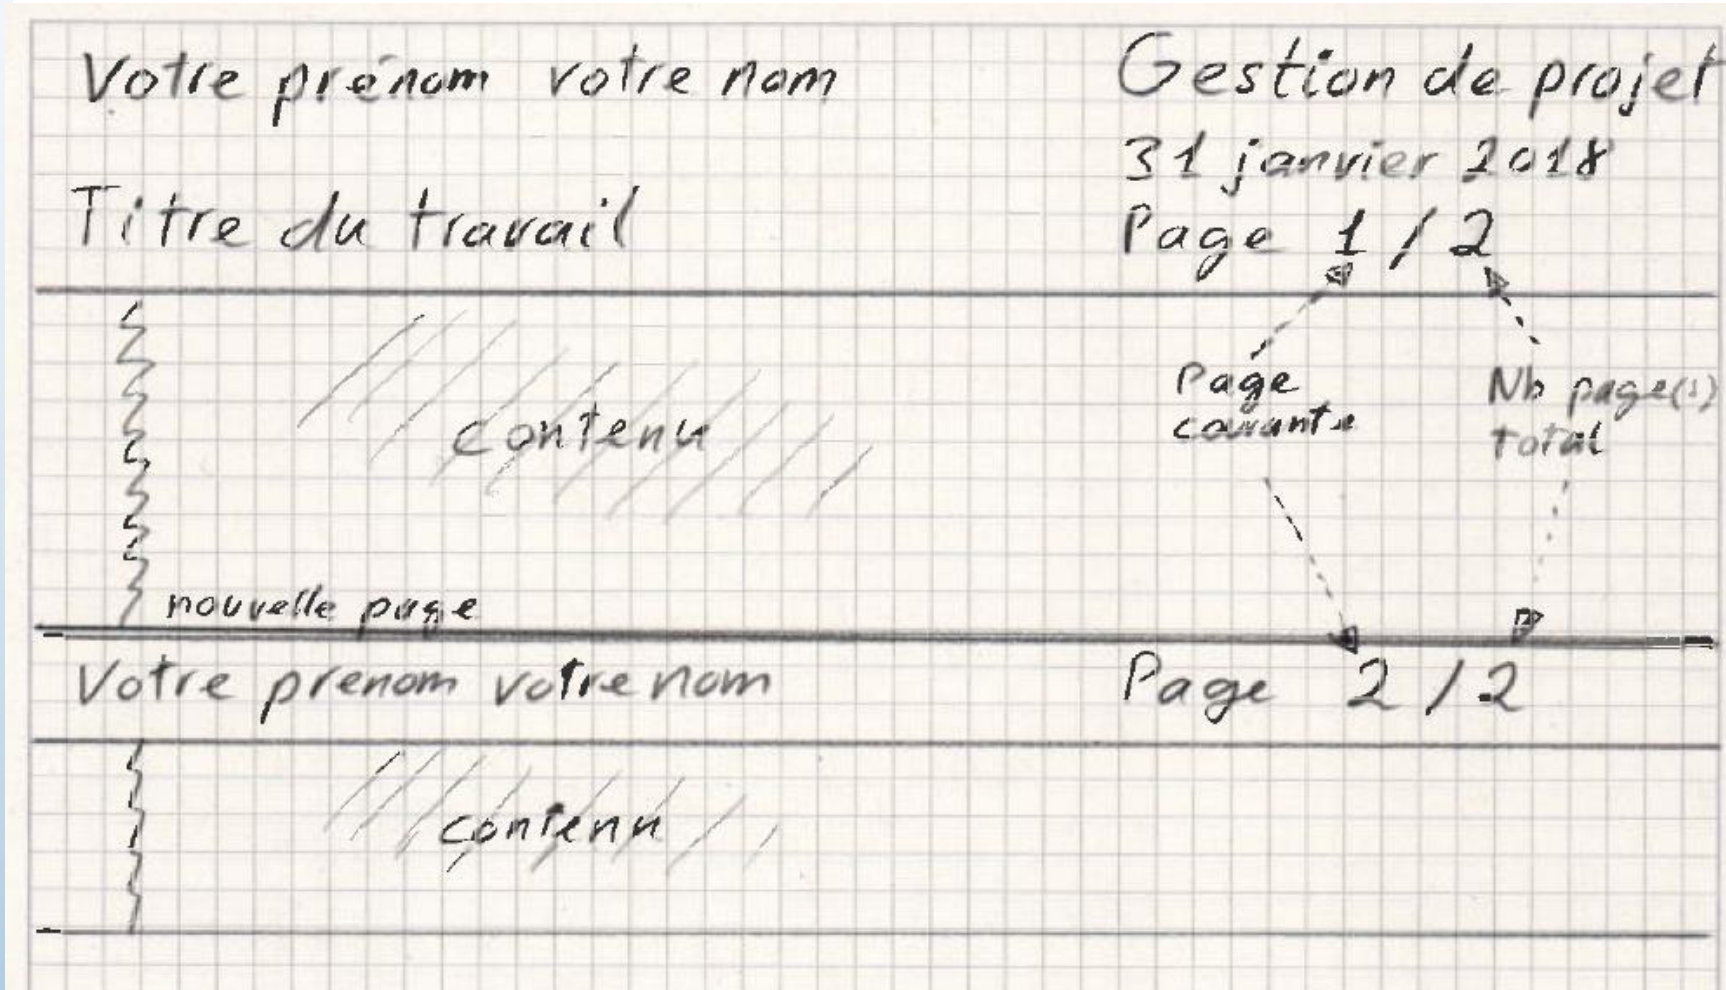 Votre prénom votre nom
Gestion de projet
31 janvier 2018
Titre du travail
Page 1 / 2
contenu
Page
courante
Nb page(s)
total
nouvelle page
Votre prenom votre nom
Page 2 / 2
contenu